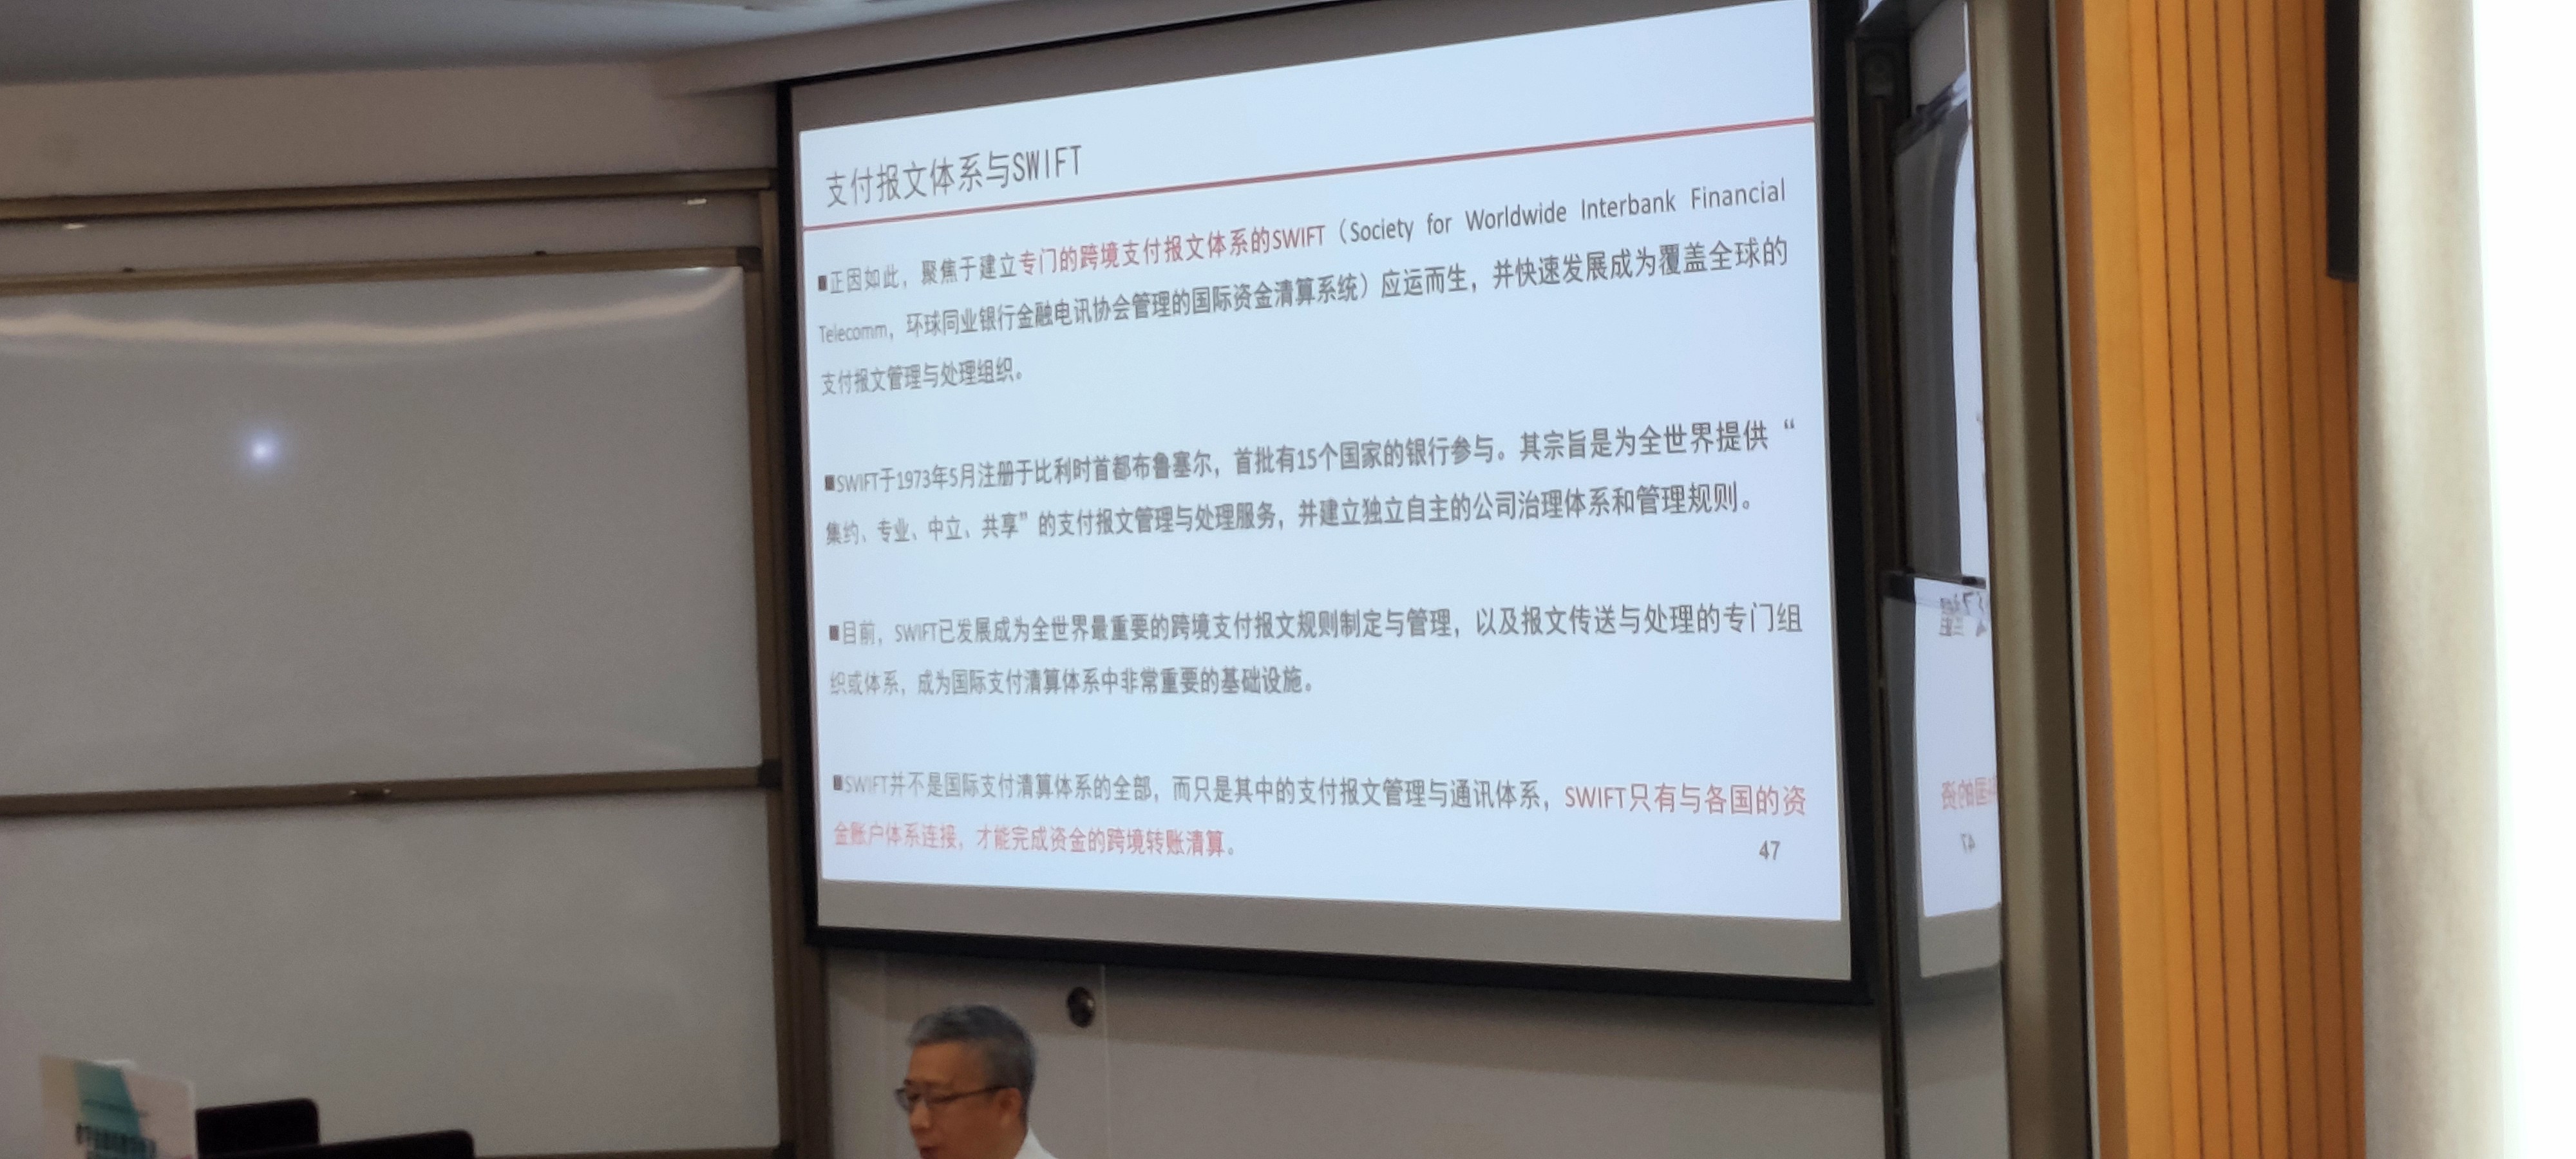 支付报文体系与SWIFT
■正因如此，聚焦于建立专门的跨境支付报文体系的SWIFT（Society for Worldwide Interbank Financial
Telecomm，环球同业银行金融电讯协会管理的国际资金清算系统）应运而生，并快速发展成为覆盖全球的
支付报文管理与处理组织。
■SWIFT于1973年5月注册于比利时首都布鲁塞尔，首批有15个国家的银行参与。其宗旨是为全世界提供“
集约、专业、中立、共享”的支付报文管理与处理服务，并建立独立自主的公司治理体系和管理规则。
■目前，SWIFT已发展成为全世界最重要的跨境支付报文规则制定与管理，以及报文传送与处理的专门组
织或体系，成为国际支付清算体系中非常重要的基础设施。
■SWIFT并不是国际支付清算体系的全部，而只是其中的支付报文管理与通讯体系，SWIFT只有与各国的资
金账户体系连接，才能完成资金的跨境转账清算。
47